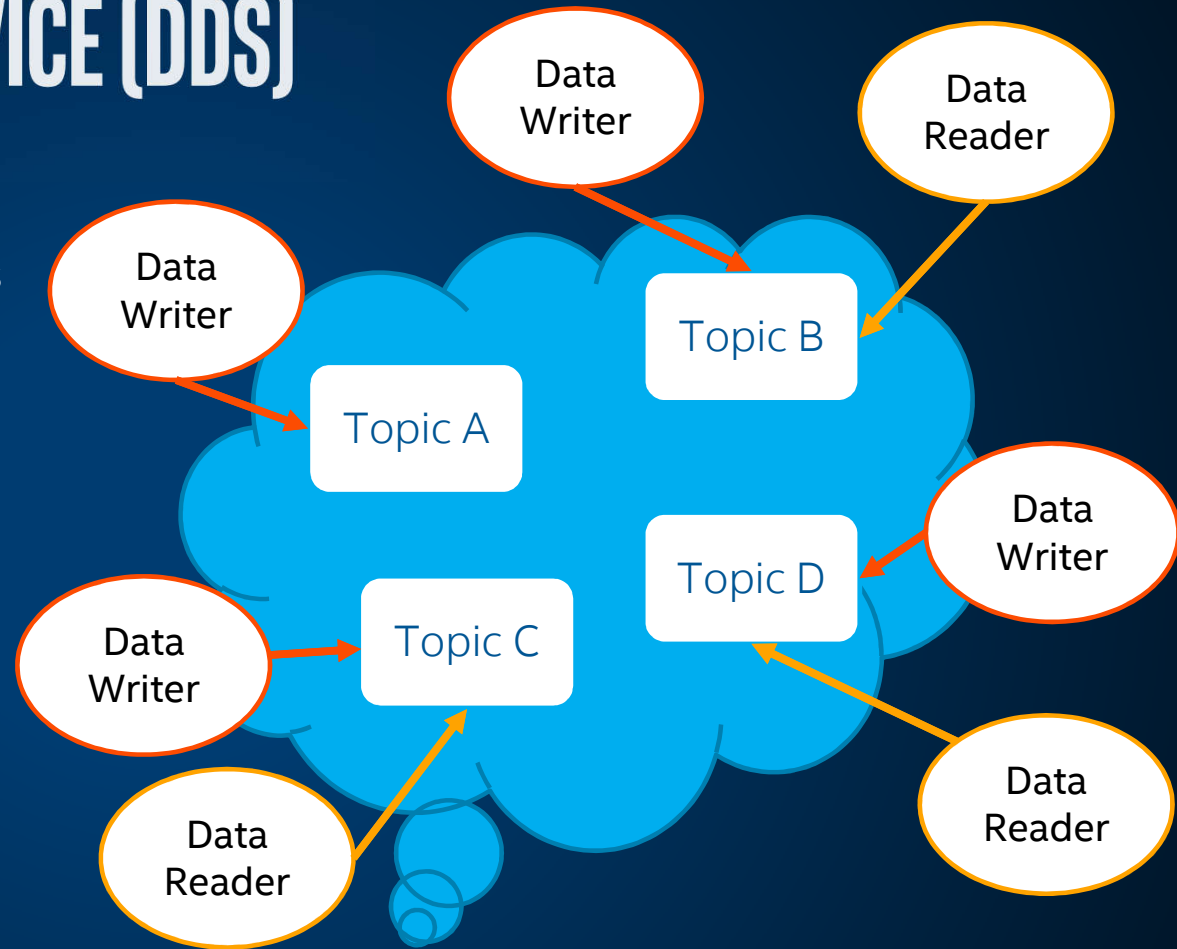 VICE (DDS)
Data
Writer
Data
Reader
Data
Writer
Topic B
Topic A
Data
Writer
Topic D
Data
Writer
Topic C
Data
Reader
Data
Reader